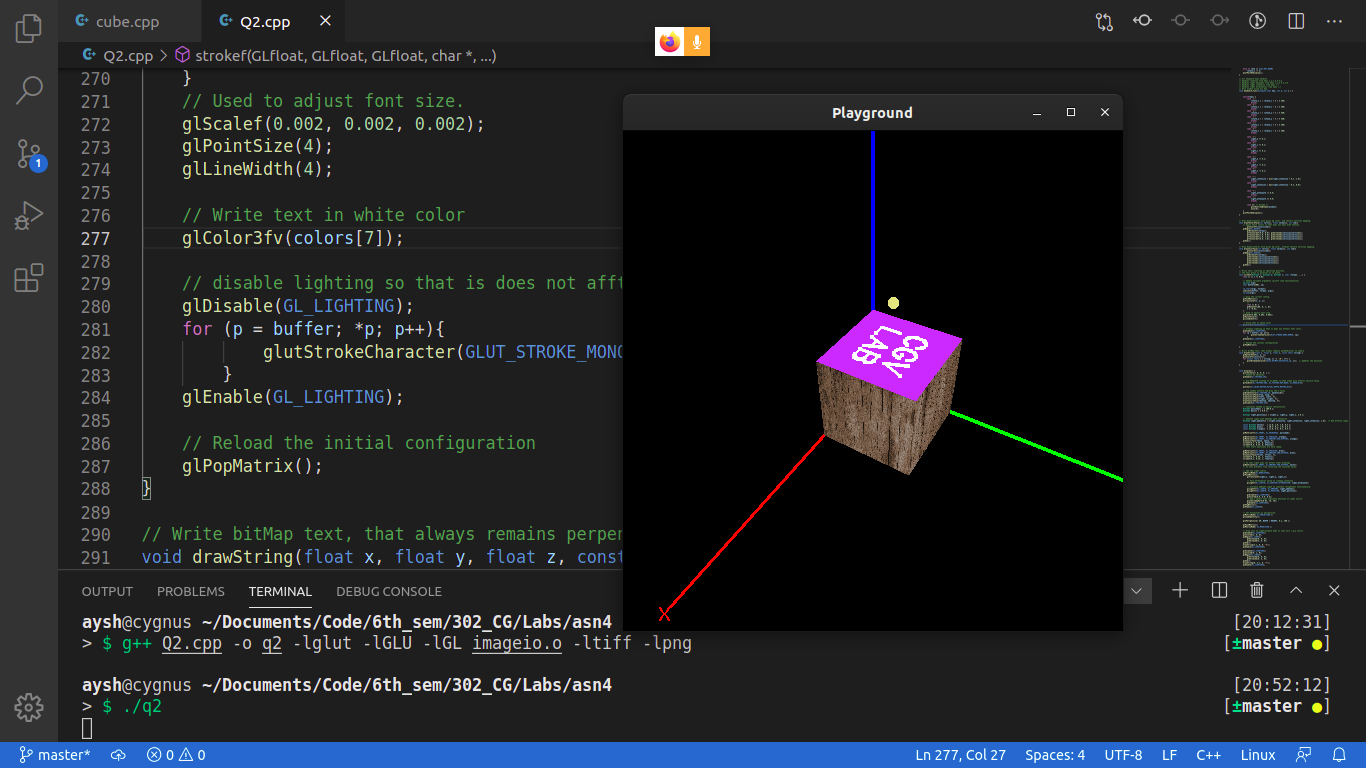 cube.cpp
Q2.cpp
Q2.cpp > strokef(GLfloat, GLfloat, GLfloat, char *, ...)
270 }
271 // Used to adjust font size.
272 glScalef(0.002, 0.002, 0.002);
273 glPointSize(4);
274 glLineWidth(4);
275
276 // Write text in white color
277 glColor3fv(colors[7]);
278
279 // disable lighting so that is does not afft
280 glDisable(GL_LIGHTING);
281 for (p = buffer; *p; p++){
282 glutStrokeCharacter(GLUT_STROKE_MONO
283 }
284 glEnable(GL_LIGHTING);
285
286 // Reload the initial configuration
287 glPopMatrix();
288 }
289
290 // Write bitMap text, that always remains perpen
291 void drawString(float x, float y, float z, const
Playground
CGV
LAB
X
1
OUTPUT PROBLEMS TERMINAL DEBUG CONSOLE
aysh@cygnus ~/Documents/Code/6th_sem/302_CG/Labs/asn4 [20:12:31]
> $ g++ Q2.cpp -o q2 -lglut -lGLU -lGL imageio.o -ltiff -lpng [±master ●]
aysh@cygnus ~/Documents/Code/6th_sem/302_CG/Labs/asn4 [20:52:12]
> $ ./q2 [±master ●]
master* 0 0 Ln 277, Col 27 Spaces: 4 UTF-8 LF C++ Linux